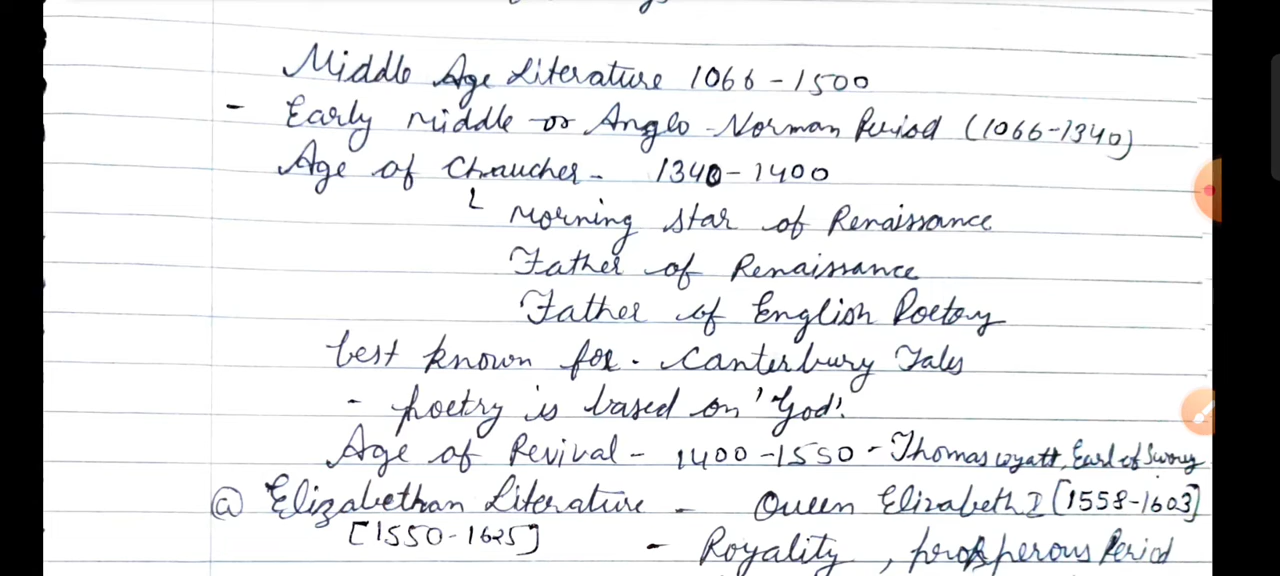 Middle Age Literature 1066-1500
- Early middle or Anglo-Norman Period (1066-1340)
Age of Chaucher - 1340-1400
Morning star of Renaissance
Father of Renaissance
Father of English Poetory
best known for - Canterbury Tales
- poetry is based on 'God'.
Age of Revival - 1400-1550 - Thomas wyatt, Earl of
@ Elizabethan Literature - Queen Elizabeth I [1558-1603]
[1550-1625] - Royality, prosperous Period